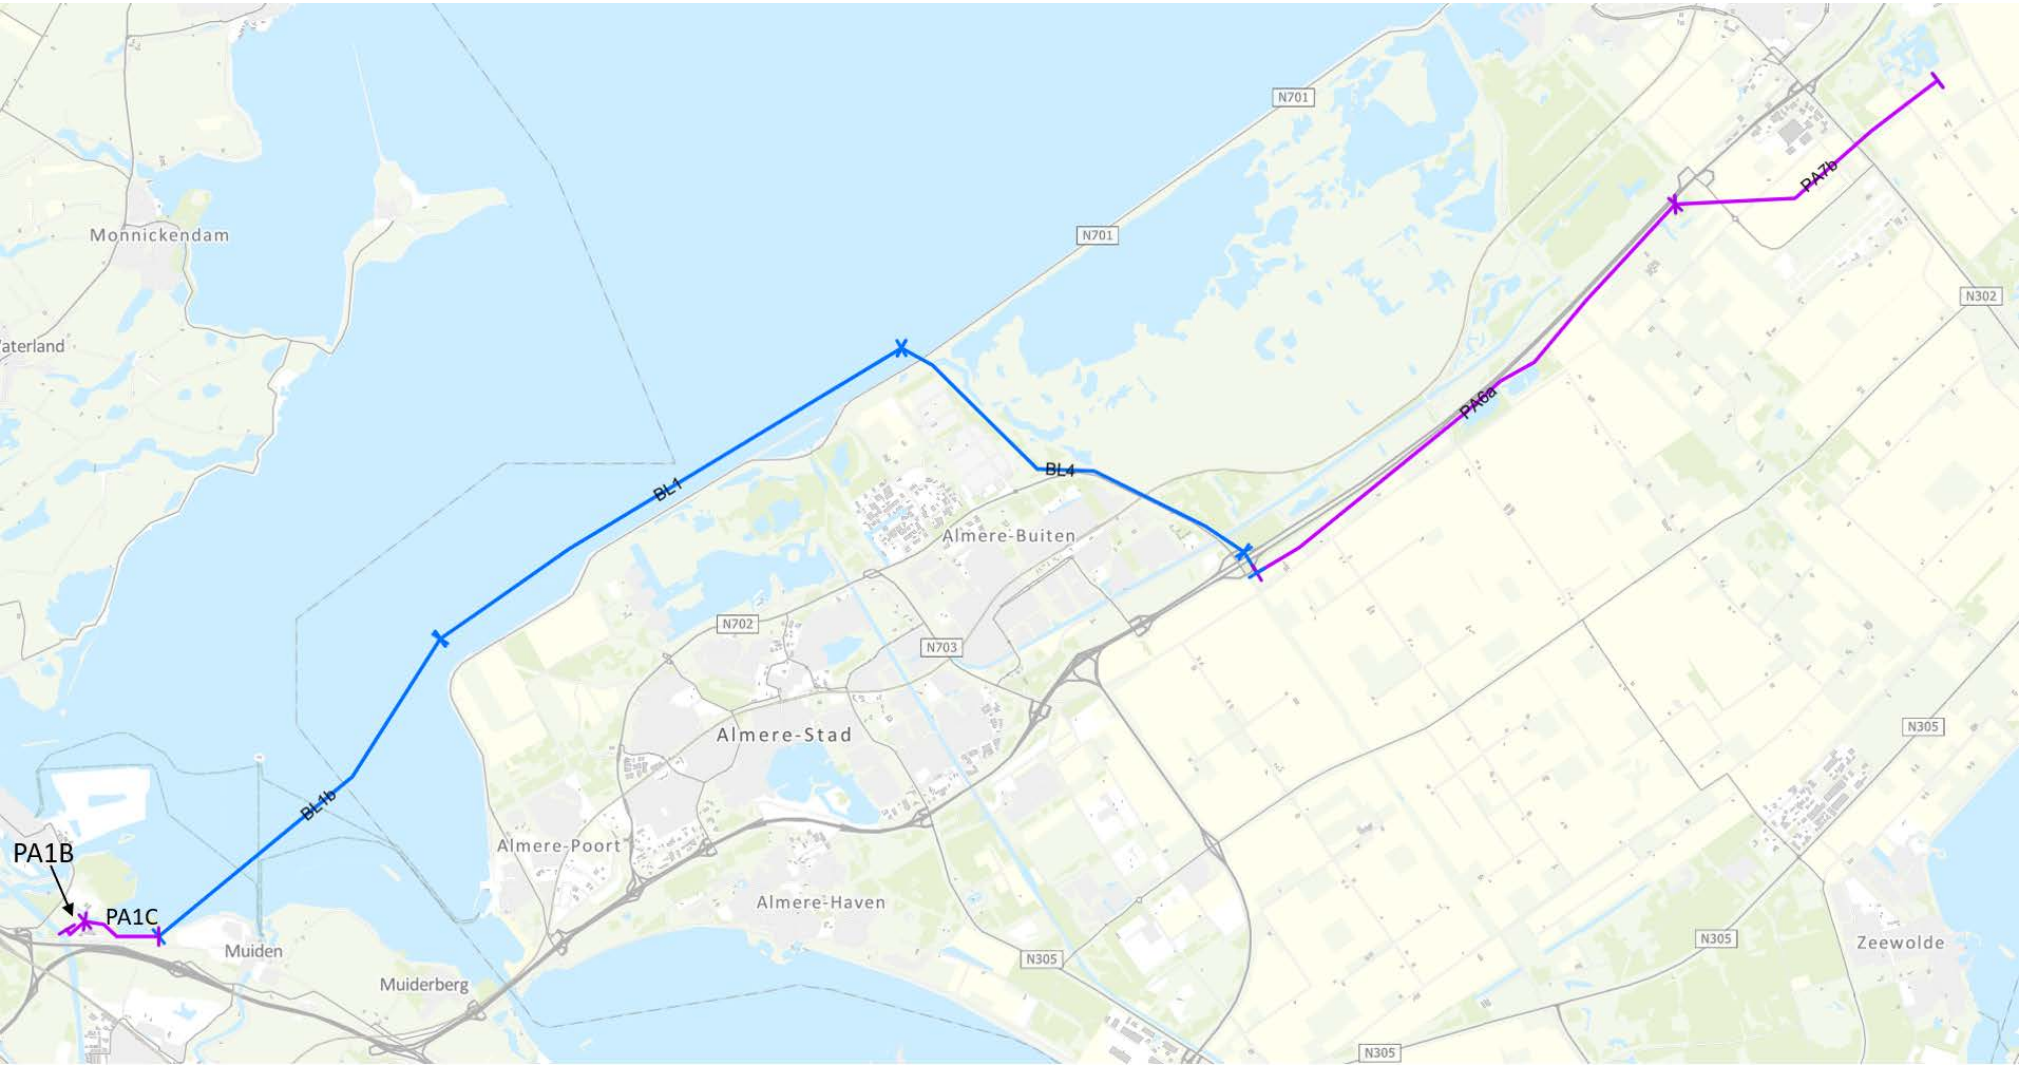 N701
PA7b
N701
Monnickendam
N302
aterland
PA6a
BL1
BL4
Almere-Buiten
N702
N703
Almere-Stad
N305
BL1b
PA1B
Almere-Poort
Almere-Haven
PA1C
Muiden
N305
Zeewolde
N305
Muiderberg
N305